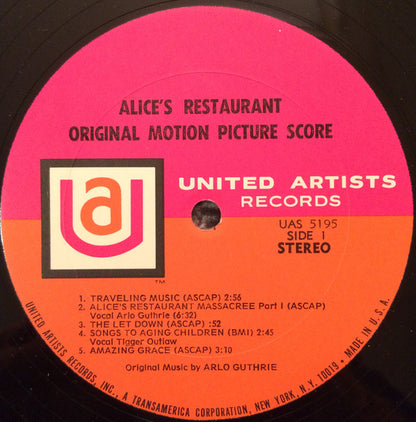 ALICE'S RESTAURANT
ORIGINAL MOTION PICTURE SCORE
ua
UNITED ARTISTS
RECORDS
TM
UAS 5195
SIDE 1
STEREO
1. TRAVELING MUSIC (ASCAP) 2:56
2. ALICE'S RESTAURANT MASSACREE Part I (ASCAP)
Vocal Arlo Guthrie (6:32)
3. THE LET DOWN (ASCAP) :52
4. SONGS TO AGING CHILDREN (BMI) 2:45
Vocal Tigger Outlaw
5. AMAZING GRACE (ASCAP) 3:10
Original Music by ARLO GUTHRIE
UNITED ARTISTS RECORDS, INC., A TRANSAMERICA CORPORATION, NEW YORK, N.Y. 10019 • MADE IN U.S.A.